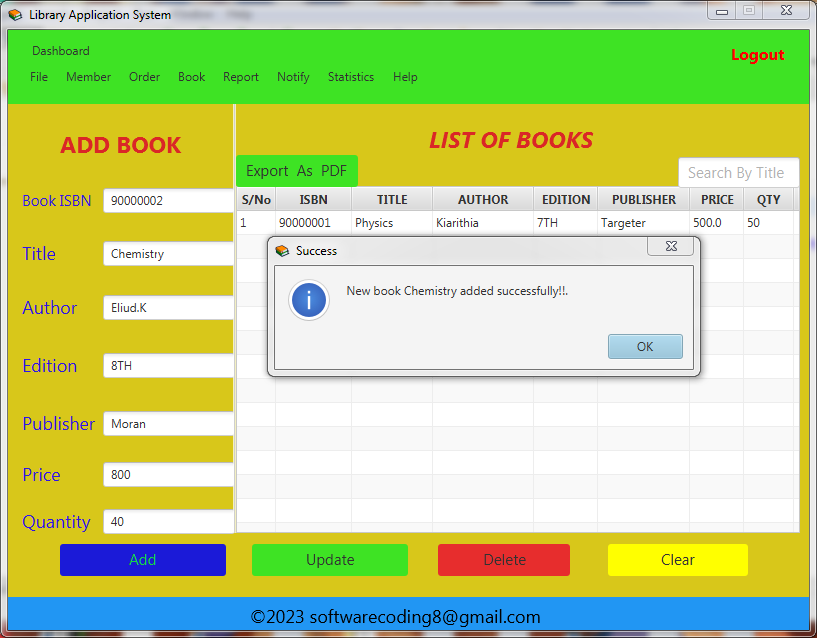 Library Application System
Dashboard
Logout
File Member Order Book Report Notify Statistics Help
ADD BOOK
LIST OF BOOKS
Export As PDF
Search By Title
Book ISBN 90000002
Title Chemistry
Author Eliud.K
Edition 8TH
Publisher Moran
Price 800
Quantity 40
S/No ISBN TITLE AUTHOR EDITION PUBLISHER PRICE QTY
1 90000001 Physics Kiarithia 7TH Targeter 500.0 50
Success
New book Chemistry added successfully!!.
OK
Add Update Delete Clear
©2023 softwarecoding8@gmail.com